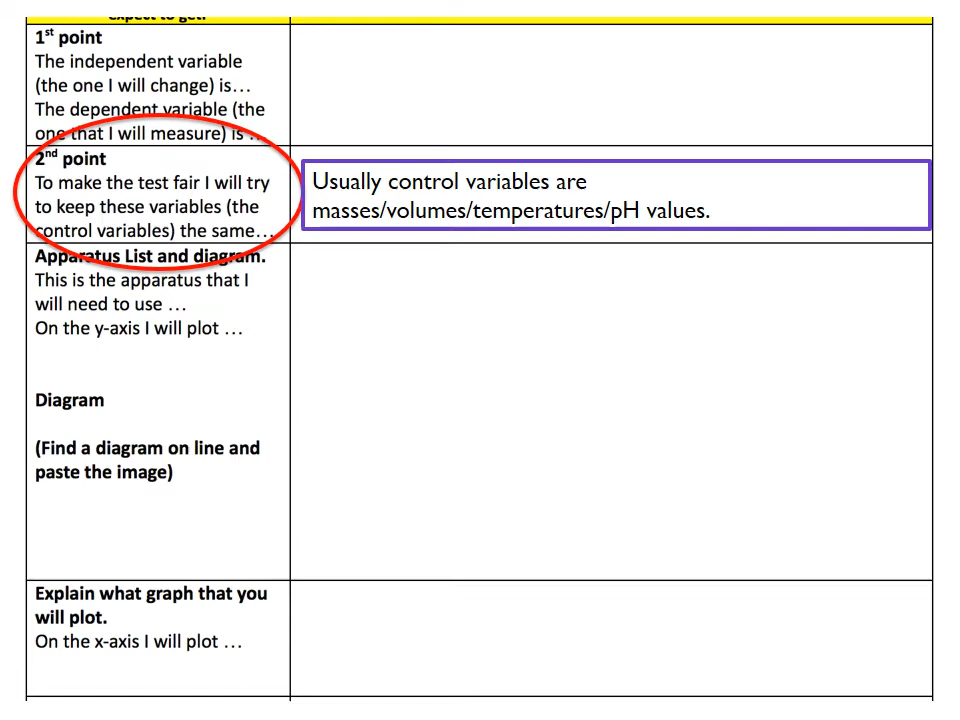 expect to get.
1st point
The independent variable
(the one I will change) is…
The dependent variable (the
one that I will measure) is …
2nd point
To make the test fair I will try
to keep these variables (the
control variables) the same…
Usually control variables are
masses/volumes/temperatures/pH values.
Apparatus List and diagram.
This is the apparatus that I
will need to use …
On the y-axis I will plot …
Diagram
(Find a diagram on line and
paste the image)
Explain what graph that you
will plot.
On the x-axis I will plot …